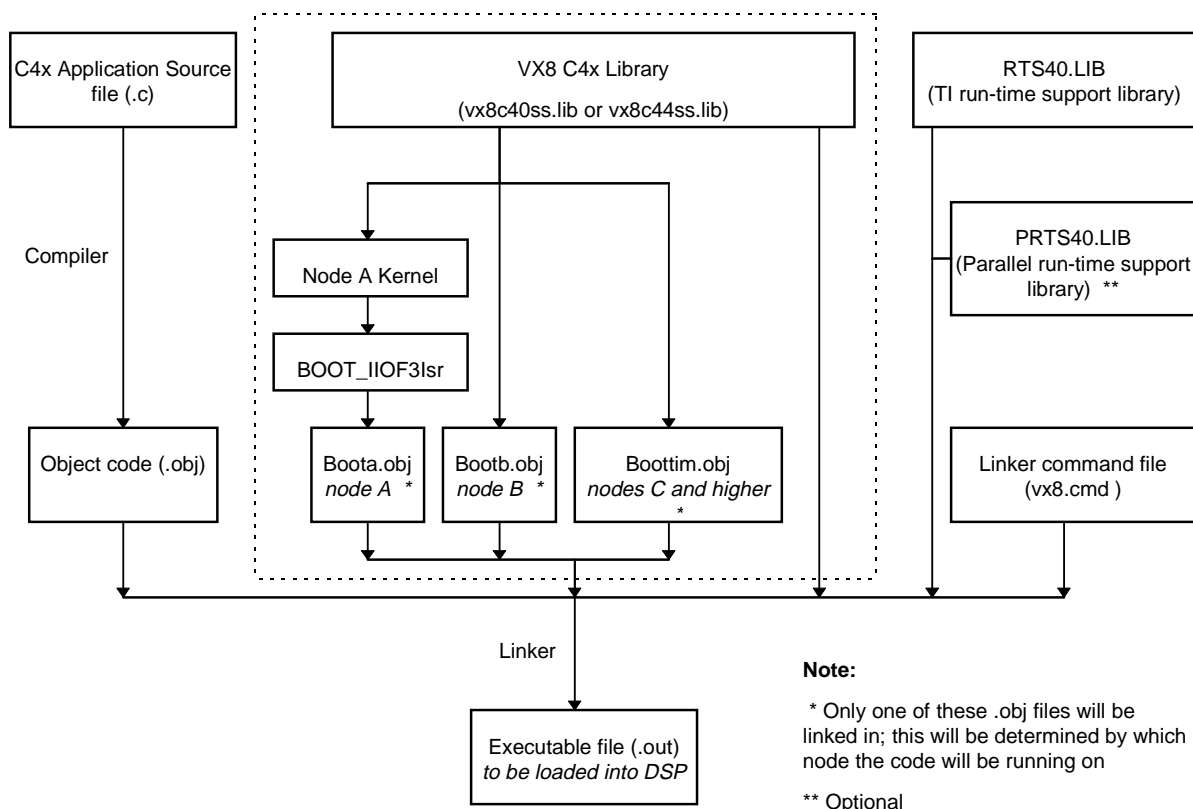 C4x Application Source
file (.c)
VX8 C4x Library
(vx8c40ss.lib or vx8c44ss.lib)
RTS40.LIB
(TI run-time support library)
PRTS40.LIB
(Parallel run-time support
library) **
Compiler
Node A Kernel
BOOT_IIOF3Isr
Object code (.obj)
Boota.obj
node A *
Bootb.obj
node B *
Boottim.obj
nodes C and higher
*
Linker command file
(vx8.cmd )
Linker
Executable file (.out)
to be loaded into DSP
Note:
* Only one of these .obj files will be
linked in; this will be determined by which
node the code will be running on
** Optional